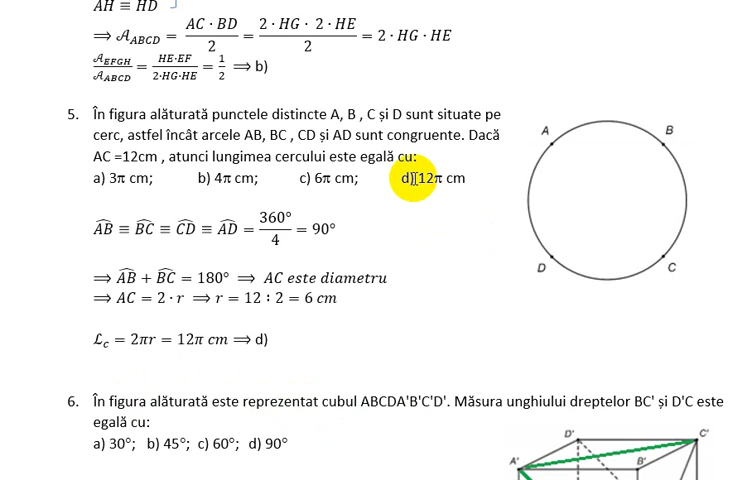 AH ≡ HD
⟹ 𝒜ABCD = AC · BD / 2 = 2 · HG · 2 · HE / 2 = 2 · HG · HE
𝒜EFGH / 𝒜ABCD = HE·EF / 2·HG·HE = 1/2 ⟹ b)
5. În figura alăturată punctele distincte A, B , C și D sunt situate pe
cerc, astfel încât arcele AB, BC , CD și AD sunt congruente. Dacă
AC =12cm , atunci lungimea cercului este egală cu:
a) 3π cm; b) 4π cm; c) 6π cm; d) 12π cm
A B
D C
AB ≡ BC ≡ CD ≡ AD = 360° / 4 = 90°
⟹ AB + BC = 180° ⟹ AC este diametru
⟹ AC = 2 · r ⟹ r = 12 : 2 = 6 cm
ℒc = 2πr = 12π cm ⟹ d)
6. În figura alăturată este reprezentat cubul ABCDA'B'C'D'. Măsura unghiului dreptelor BC' și D'C este
egală cu:
a) 30°; b) 45°; c) 60°; d) 90°
D' C'
A' B'